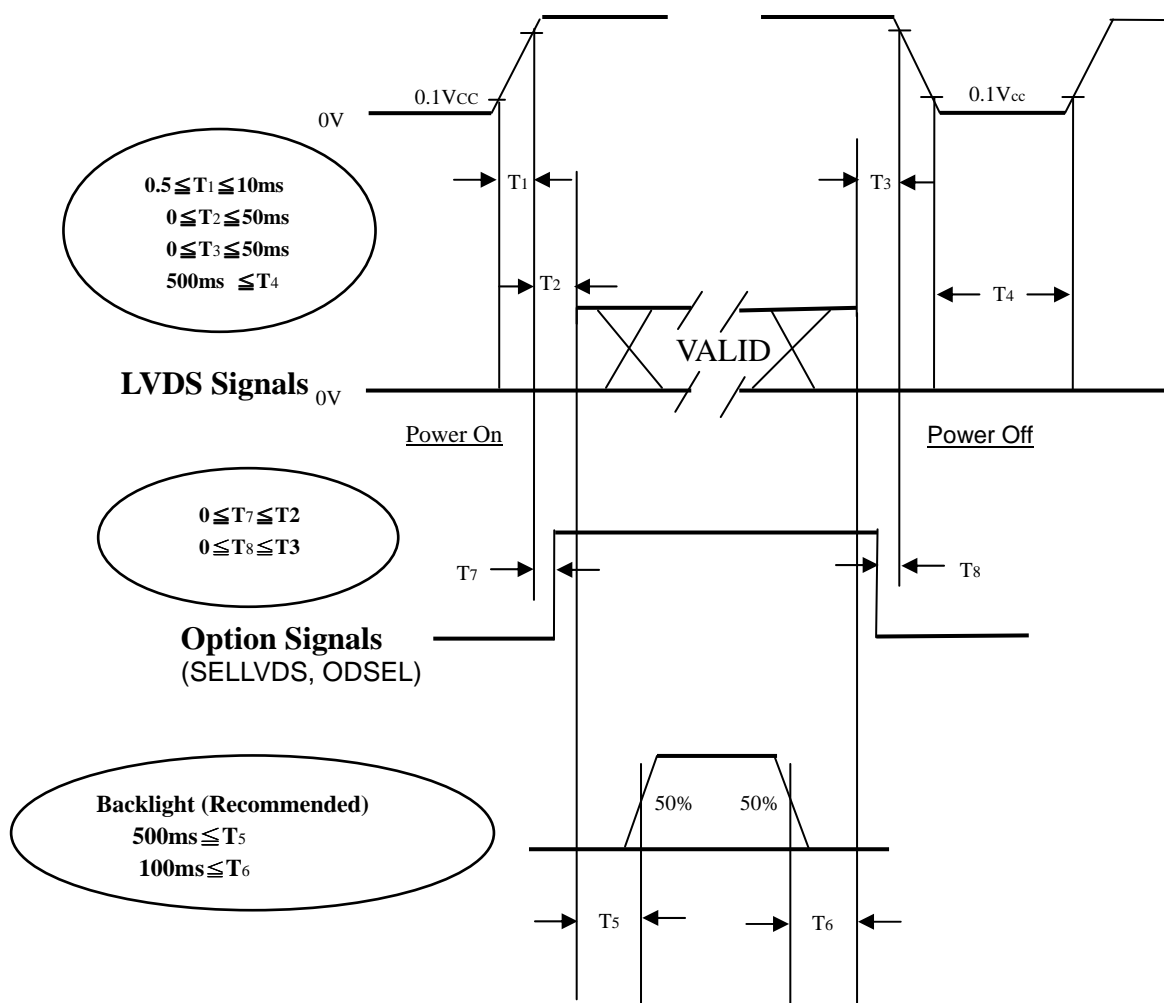 0.1VCC
0.1Vcc
0V
0.5≦T1≦10ms
0≦T2≦50ms
0≦T3≦50ms
500ms ≦T4
T1
T3
T2
T4
VALID
LVDS Signals 0V
Power On
Power Off
0≦T7≦T2
0≦T8≦T3
T7
T8
Option Signals
(SELLVDS, ODSEL)
Backlight (Recommended)
500ms≦T5
100ms≦T6
50%
50%
T5
T6